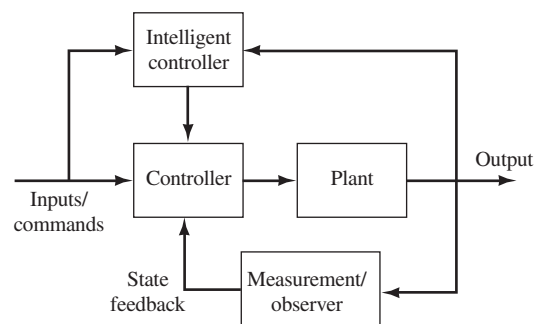 Intelligent
controller
Controller
Plant
Output
Inputs/
commands
State
feedback
Measurement/
observer